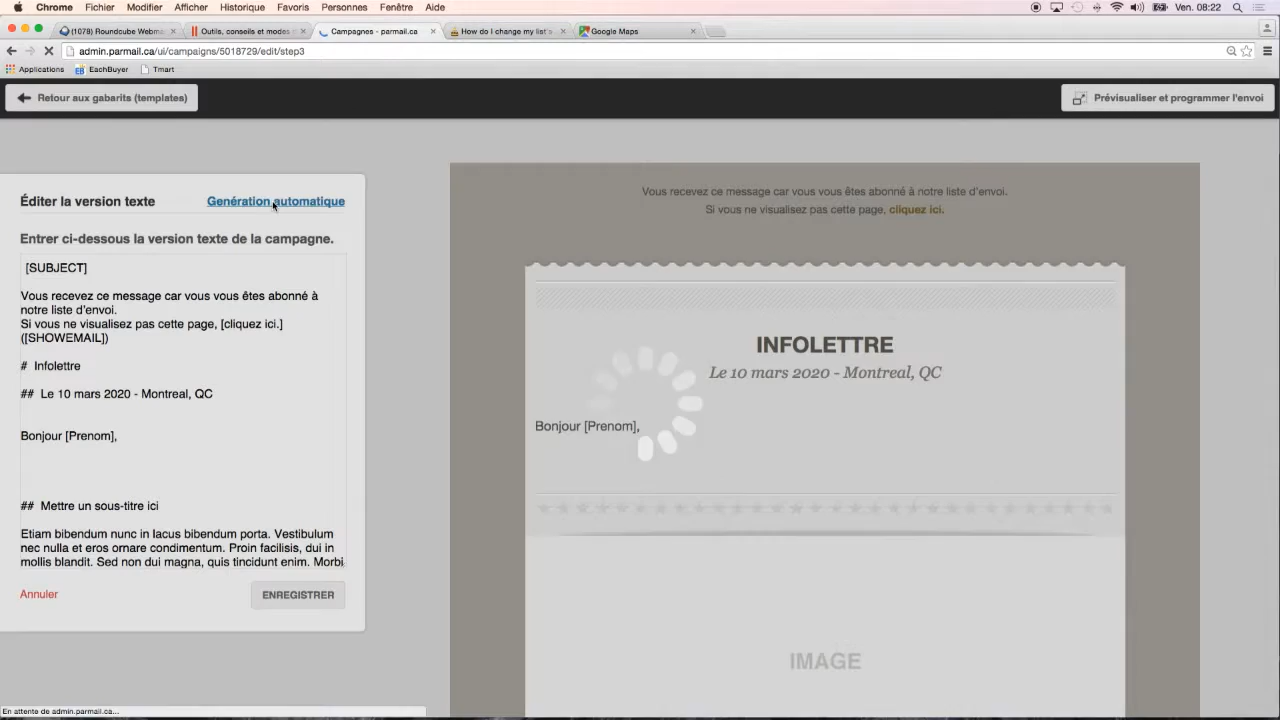 Chrome Fichier Modifier Affichage Historique Favoris Personnes Fenêtre Aide Ven. 08:22
(1078) Roundcube Webma
Outils, conseils et modes d
Campagnes - parmail.ca
How do I change my list's
Google Maps
admin.parmail.ca/ui/campaigns/5018729/edit/step3
Applications EachBuyer Tmart
Retour aux gabarits (templates)
Prévisualiser et programmer l'envoi
Éditer la version texte
Genération automatique
Entrer ci-dessous la version texte de la campagne.
[SUBJECT]
Vous recevez ce message car vous vous êtes abonné à
notre liste d'envoi.
Si vous ne visualisez pas cette page, [cliquez ici.]
([SHOWEMAIL])
# Infolettre
## Le 10 mars 2020 - Montreal, QC
Bonjour [Prenom],
## Mettre un sous-titre ici
Etiam bibendum nunc in lacus bibendum porta. Vestibulum
nec nulla et eros ornare condimentum. Proin facilisis, dui in
mollis blandit. Sed non dui magna, quis tincidunt enim. Morbi
Annuler
ENREGISTRER
Vous recevez ce message car vous vous êtes abonné à notre liste d'envoi.
Si vous ne visualisez pas cette page, cliquez ici.
INFOLETTRE
Le 10 mars 2020 - Montreal, QC
Bonjour [Prenom],
IMAGE
En attente de admin.parmail.ca...